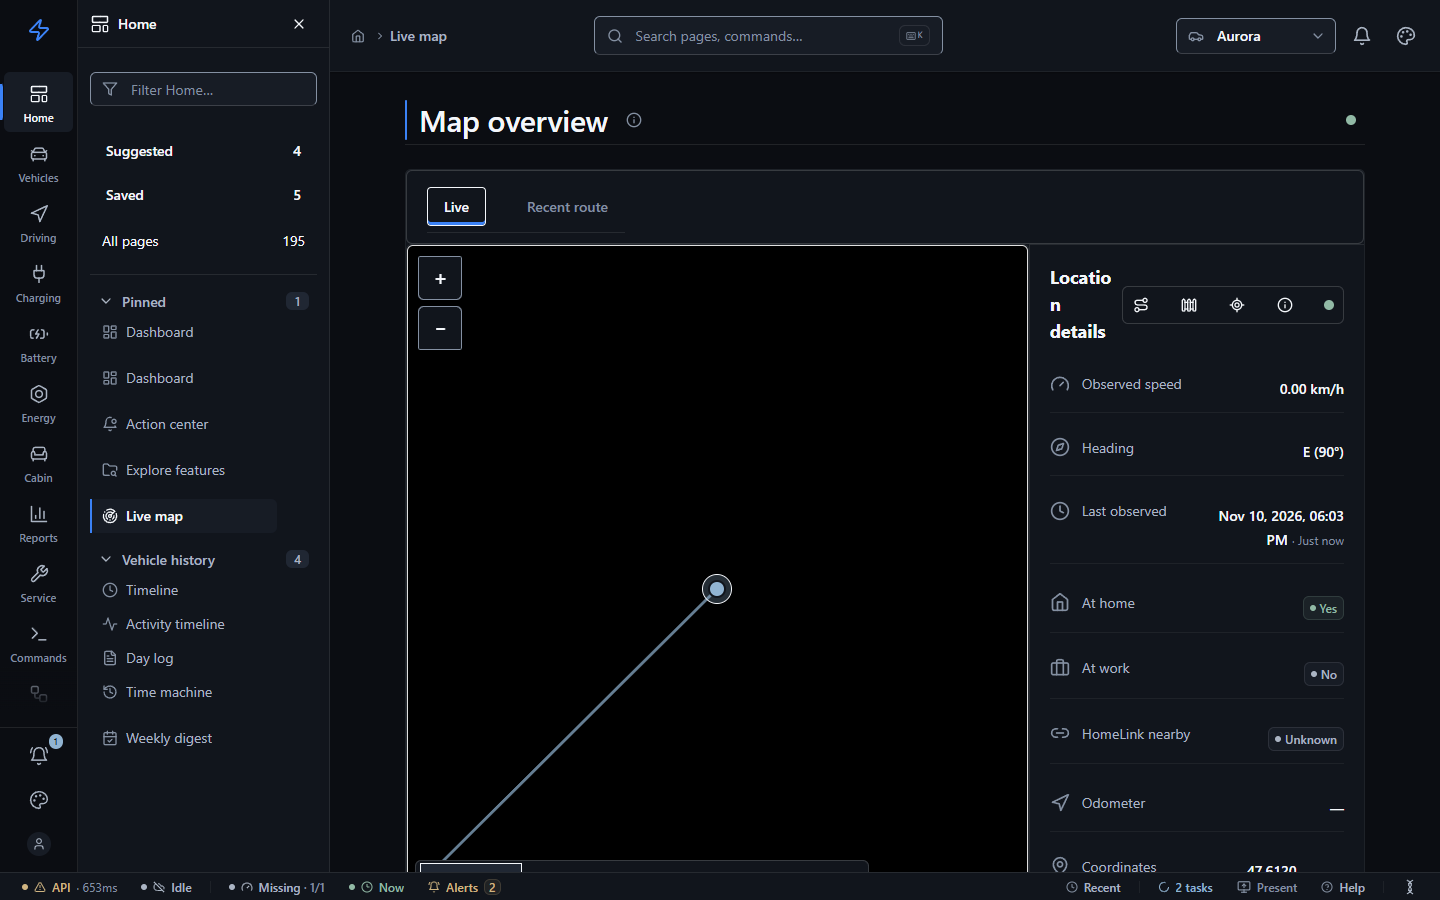 Home
Live map
Search pages, commands...
K
Aurora
Home
Vehicles
Driving
Charging
Battery
Energy
Cabin
Reports
Service
Commands
1
Filter Home...
Suggested 4
Saved 5
All pages 195
Pinned 1
Dashboard
Dashboard
Action center
Explore features
Live map
Vehicle history 4
Timeline
Activity timeline
Day log
Time machine
Weekly digest
Map overview
Live
Recent route
+
−
Locatio
n
details
Observed speed
0.00 km/h
Heading
E (90°)
Last observed
Nov 10, 2026, 06:03
PM · Just now
At home
Yes
At work
No
HomeLink nearby
Unknown
Odometer
—
Coordinates
47.6120
API · 653ms
Idle
Missing · 1/1
Now
Alerts 2
Recent
2 tasks
Present
Help